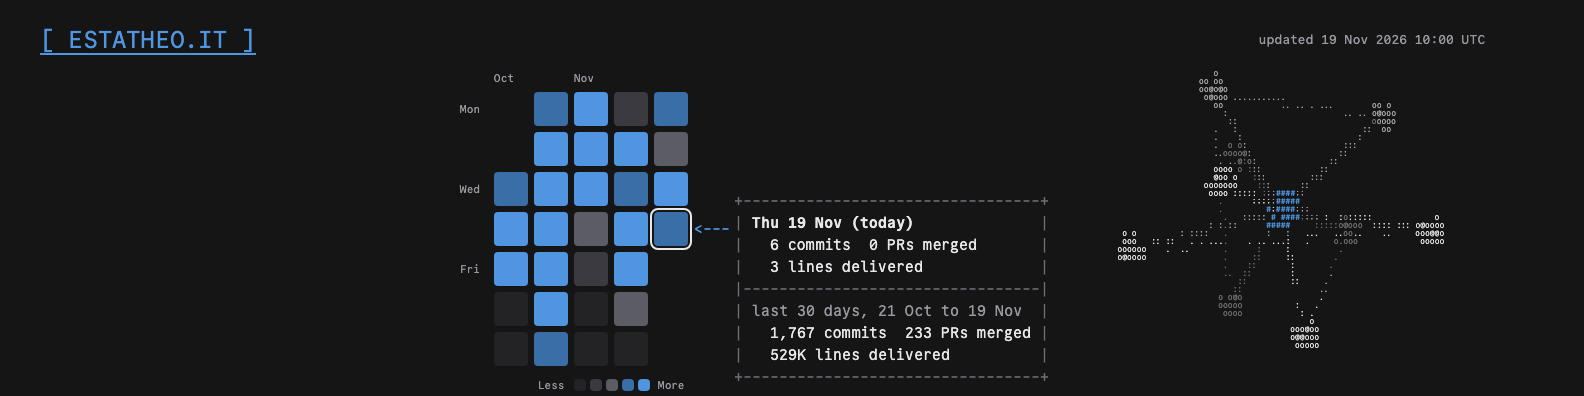 [ ESTATHEO.IT ]
updated 19 Nov 2026 10:00 UTC
Oct Nov
Mon
Wed
Fri
Less More
<---
Thu 19 Nov (today)
6 commits 0 PRs merged
3 lines delivered
last 30 days, 21 Oct to 19 Nov
1,767 commits 233 PRs merged
529K lines delivered